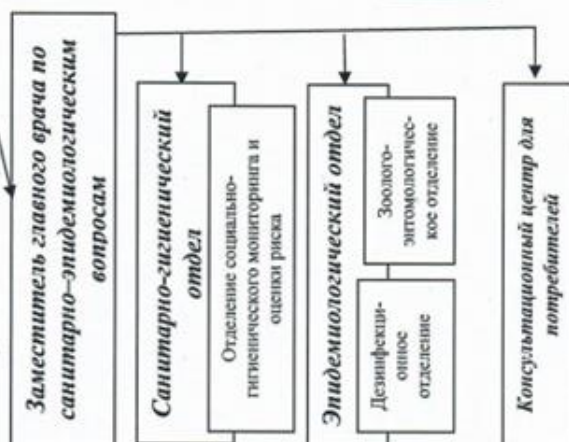 Заместитель главного врача по
санитарно–эпидемиологическим
вопросам
Санитарно-гигиенический
отдел
Отделение социально-
гигиенического мониторинга и
оценки риска
Эпидемиологический отдел
Дезинфекци-
онное
отделение
Зоолого-
энтомологичес-
кое отделение
Консультационный центр для
потребителей